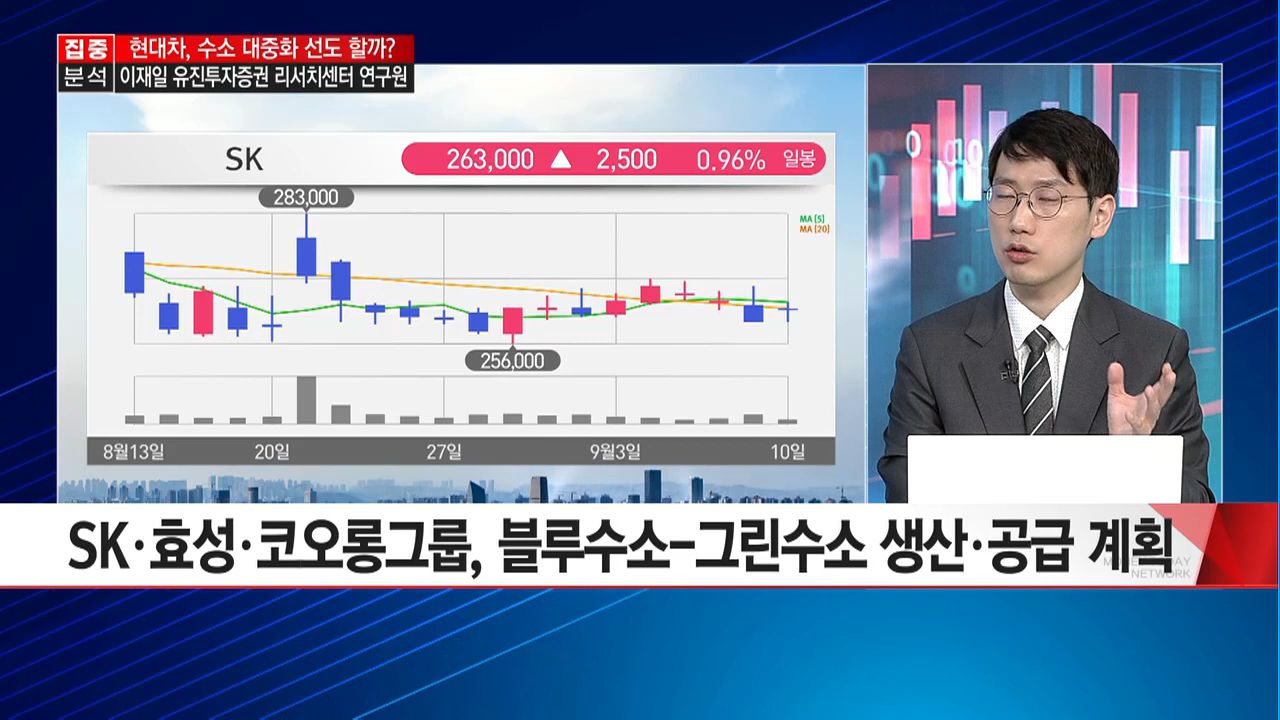 집중 현대차, 수소 대중화 선도 할까?
분석 이재일 유진투자증권 리서치센터 연구원
SK 263,000 ▲ 2,500 0.96% 일봉
283,000
MA [5]
MA [20]
256,000
8월13일 20일 27일 9월3일 10일
SK·효성·코오롱그룹, 블루수소-그린수소 생산·공급 계획
NETWORK